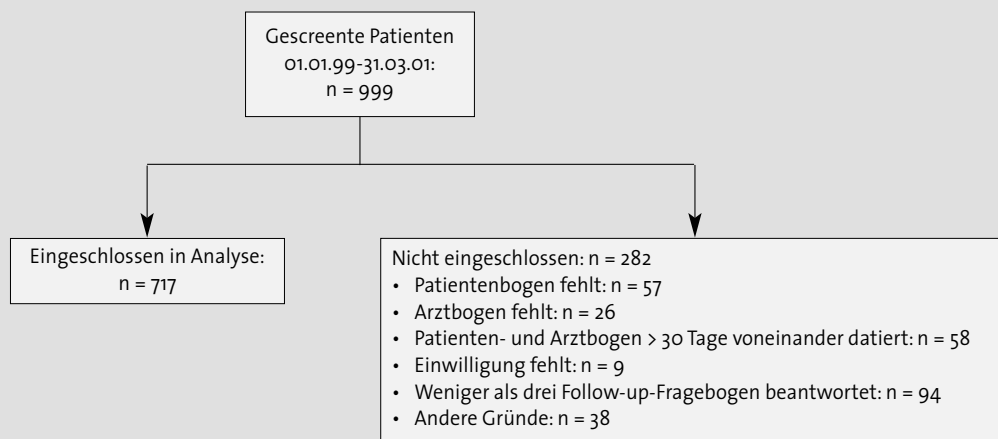 Gescreente Patienten
01.01.99-31.03.01:
n = 999
Eingeschlossen in Analyse:
n = 717
Nicht eingeschlossen: n = 282
• Patientenbogen fehlt: n = 57
• Arztbogen fehlt: n = 26
• Patienten- und Arztbogen > 30 Tage voneinander datiert: n = 58
• Einwilligung fehlt: n = 9
• Weniger als drei Follow-up-Fragebogen beantwortet: n = 94
• Andere Gründe: n = 38